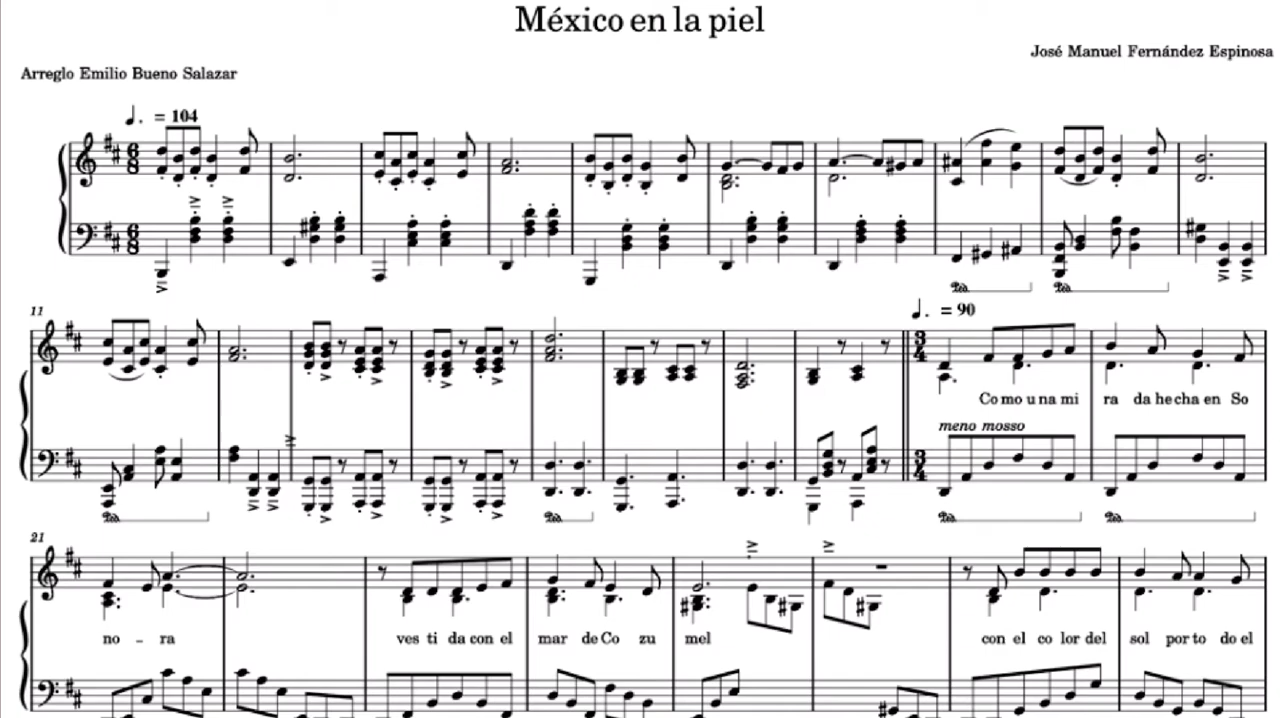 México en la piel
José Manuel Fernández Espinosa
Arreglo Emilio Bueno Salazar
♩. = 104
11
♩. = 90
Co mo u na mi ra da he cha en So
meno mosso
21
no - ra ves ti da con el mar de Co zu mel con el co lor del sol por to do el